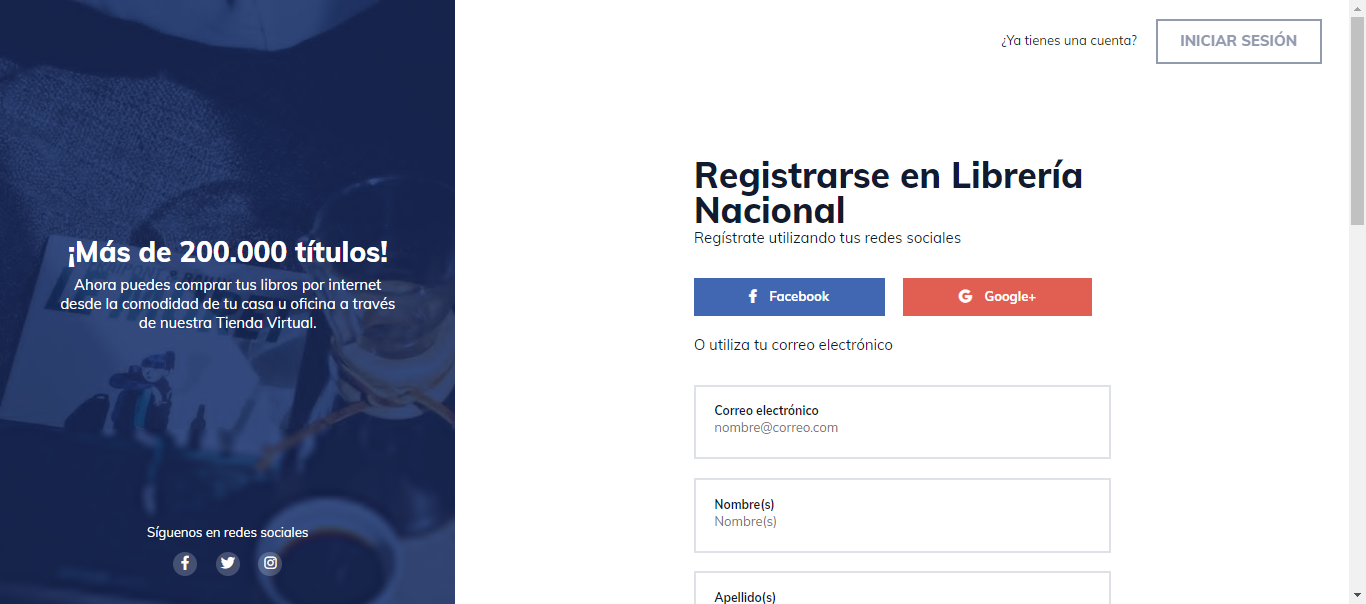 ¿Ya tienes una cuenta?
INICIAR SESIÓN
¡Más de 200.000 títulos!
Ahora puedes comprar tus libros por internet
desde la comodidad de tu casa u oficina a través
de nuestra Tienda Virtual.
Síguenos en redes sociales
Registrarse en Librería
Nacional
Regístrate utilizando tus redes sociales
Facebook
Google+
O utiliza tu correo electrónico
Correo electrónico
nombre@correo.com
Nombre(s)
Nombre(s)
Apellido(s)